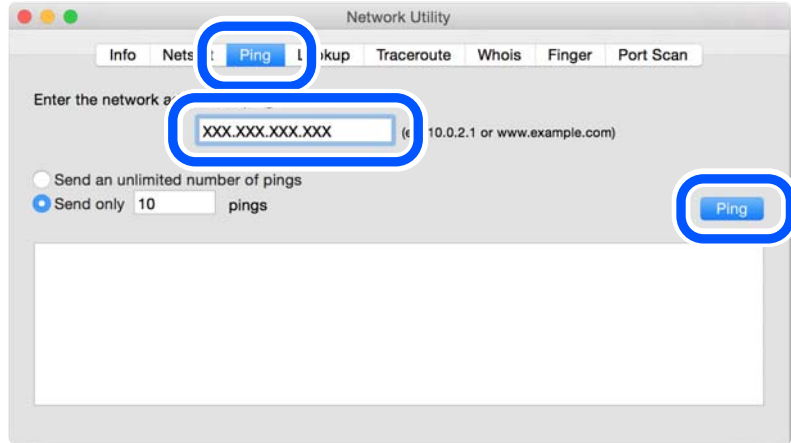 Network Utility
Info Ping Traceroute Whois Finger Port Scan
Enter the network
XXX.XXX.XXX.XXX 10.0.2.1 or www.example.com)
Send an unlimited number of pings
Send only 10 pings
Ping